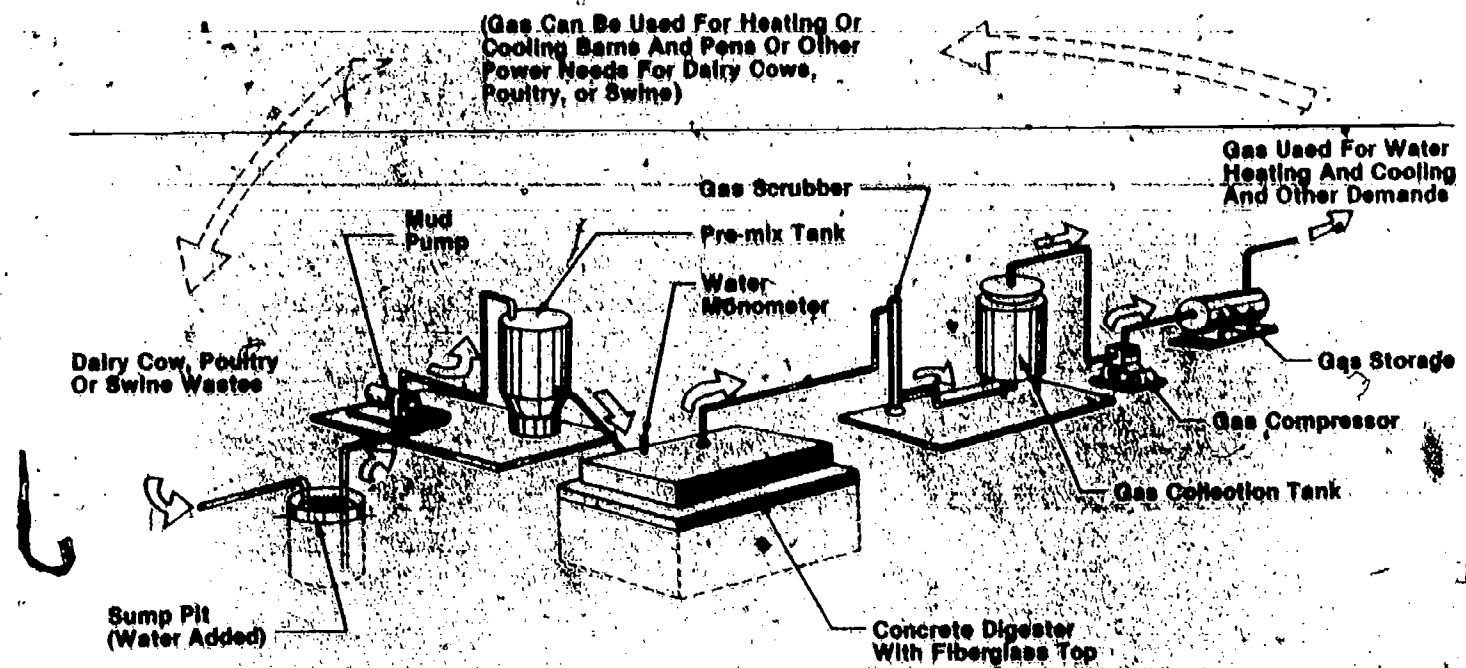 (Gas Can Be Used For Heating Or
Cooling Barns And Pens Or Other
Power Needs For Dairy Cows,
Poultry, or Swine)
Gas Used For Water
Heating And Cooling
And Other Demands
Gas Scrubber
Mud
Pump
Pre-mix Tank
Water
Monometer
Dairy Cow, Poultry
Or Swine Wastes
Gas Storage
Gas Compressor
Gas Collection Tank
Sump Pit
(Water Added)
Concrete Digester
With Fiberglass Top